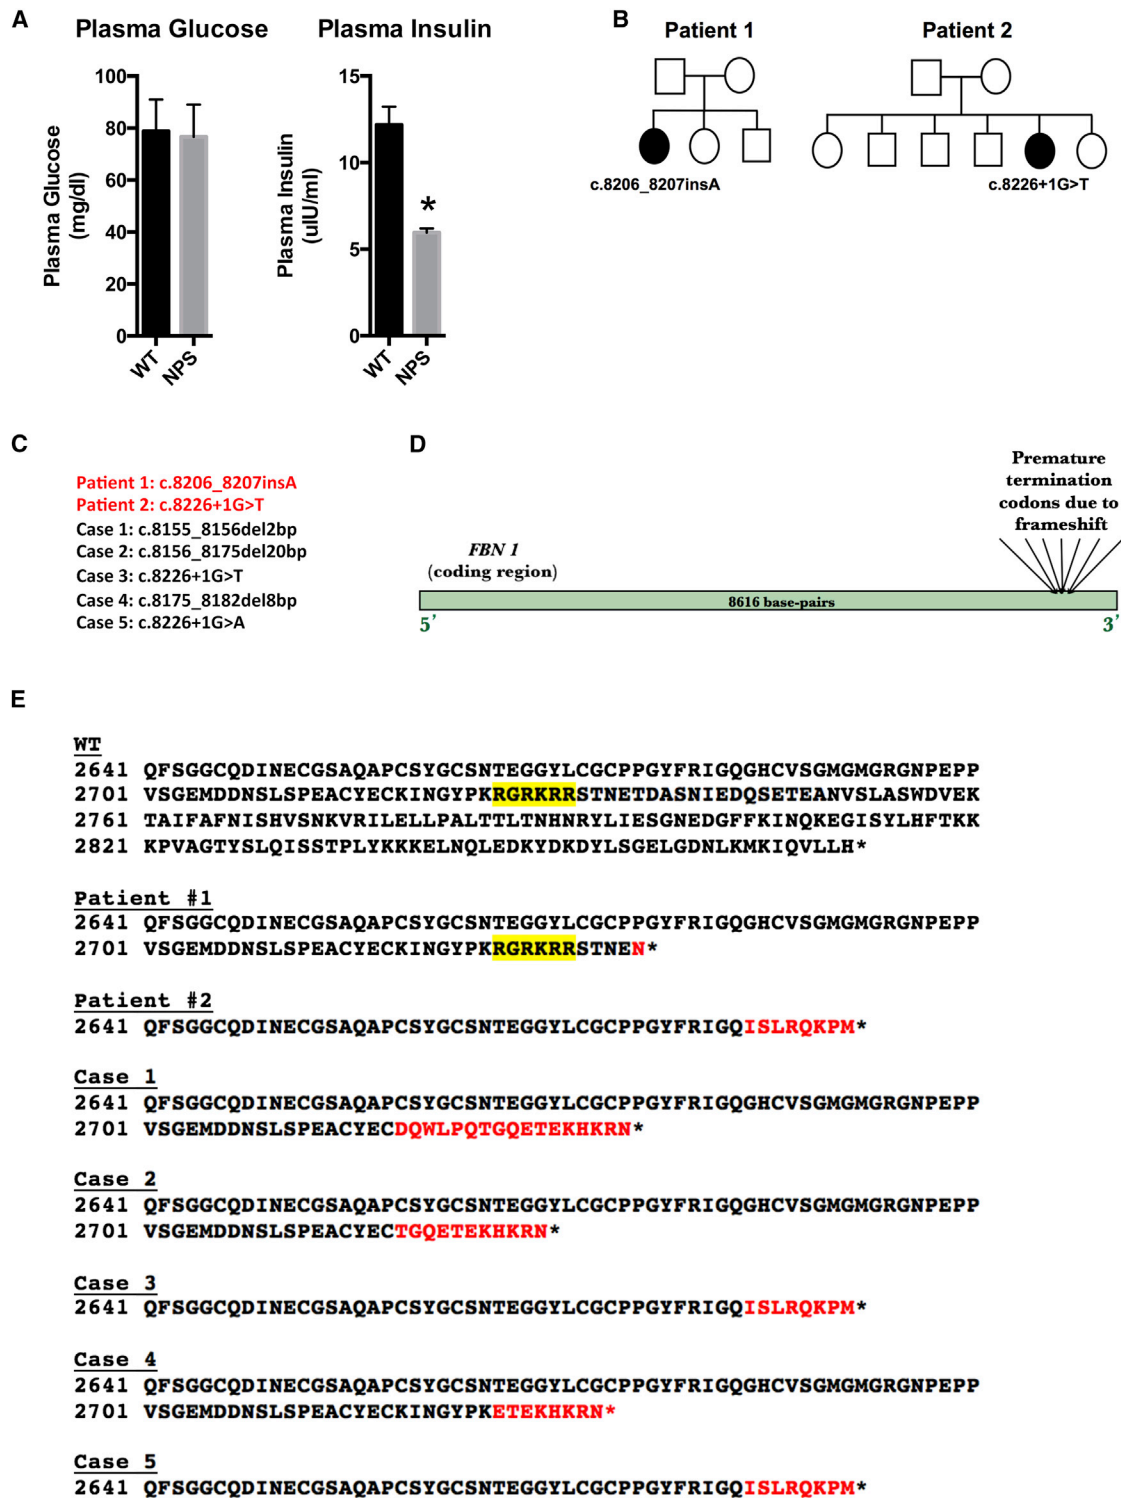 A
Plasma Glucose
Plasma Glucose
(mg/dl)
100
80
60
40
20
0
WT
NPS
Plasma Insulin
Plasma Insulin
(uIU/ml)
15
10
5
0
*
WT
NPS
B
Patient 1
c.8206_8207insA
Patient 2
c.8226+1G>T
C
Patient 1: c.8206_8207insA
Patient 2: c.8226+1G>T
Case 1: c.8155_8156del2bp
Case 2: c.8156_8175del20bp
Case 3: c.8226+1G>T
Case 4: c.8175_8182del8bp
Case 5: c.8226+1G>A
D
Premature
termination
codons due to
frameshift
FBN 1
(coding region)
8616 base-pairs
5’
3’
E
WT
2641 QFSGGCQDINECGSAQAPCSYGCSNTEGGYLCGCPPGYFRIGQGHCVSGMGMGRGNPEPP
2701 VSGEMDDNSLSPEACYECKINGYPKRGRKRRSTNETDASNIEDQSETEANVSLASWDVEK
2761 TAIFAFNISHVSNKVRILELLPALTTLTNHNRYLIESGNEDGFFKINQKEGISYLHFTKK
2821 KPVAGTYSLQISSTPLYKKKELNQLEDKYDKDYLSGELGDNLKMKIQVLLH*
Patient #1
2641 QFSGGCQDINECGSAQAPCSYGCSNTEGGYLCGCPPGYFRIGQGHCVSGMGMGRGNPEPP
2701 VSGEMDDNSLSPEACYECKINGYPKRGRKRRSTNEN*
Patient #2
2641 QFSGGCQDINECGSAQAPCSYGCSNTEGGYLCGCPPGYFRIGQISLRQKPM*
Case 1
2641 QFSGGCQDINECGSAQAPCSYGCSNTEGGYLCGCPPGYFRIGQGHCVSGMGMGRGNPEPP
2701 VSGEMDDNSLSPEACYECDQWLPQTGQETEKHKRN*
Case 2
2641 QFSGGCQDINECGSAQAPCSYGCSNTEGGYLCGCPPGYFRIGQGHCVSGMGMGRGNPEPP
2701 VSGEMDDNSLSPEACYECTGQETEKHKRN*
Case 3
2641 QFSGGCQDINECGSAQAPCSYGCSNTEGGYLCGCPPGYFRIGQISLRQKPM*
Case 4
2641 QFSGGCQDINECGSAQAPCSYGCSNTEGGYLCGCPPGYFRIGQGHCVSGMGMGRGNPEPP
2701 VSGEMDDNSLSPEACYECKINGYPKETEKHKRN*
Case 5
2641 QFSGGCQDINECGSAQAPCSYGCSNTEGGYLCGCPPGYFRIGQISLRQKPM*